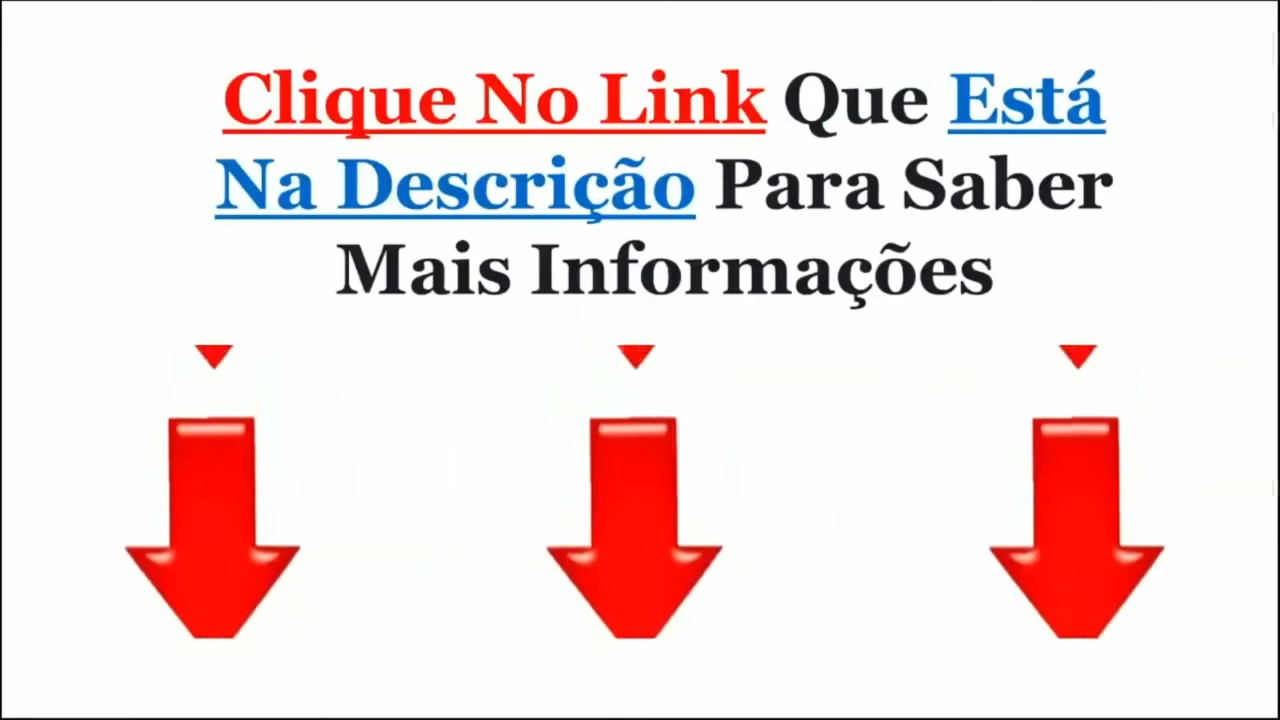 Clique No Link Que Está
Na Descrição Para Saber
Mais Informações